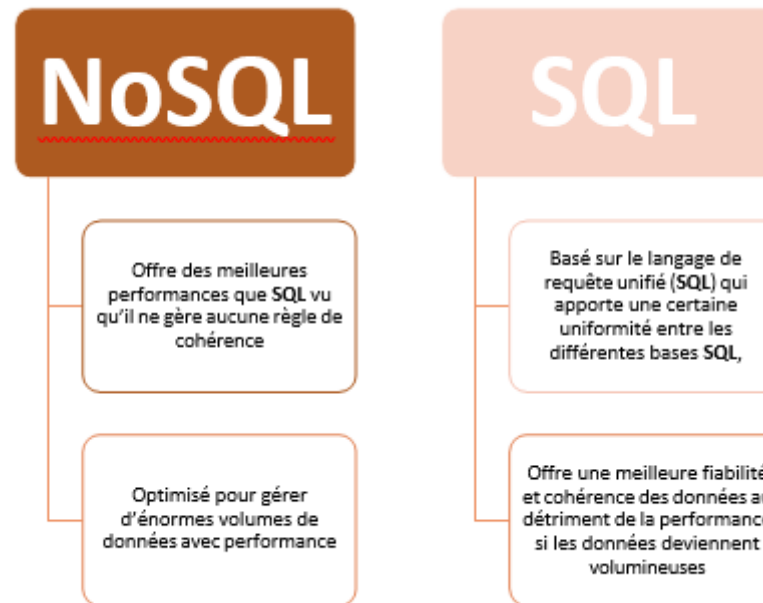 NoSQL
Offre des meilleures
performances que SQL vu
qu'il ne gère aucune règle de
cohérence
Optimisé pour gérer
d'énormes volumes de
données avec performance
SQL
Basé sur le langage de
requête unifié (SQL) qui
apporte une certaine
uniformité entre les
différentes bases SQL,
Offre une meilleure fiabilité
et cohérence des données au
détriment de la performance
si les données deviennent
volumineuses